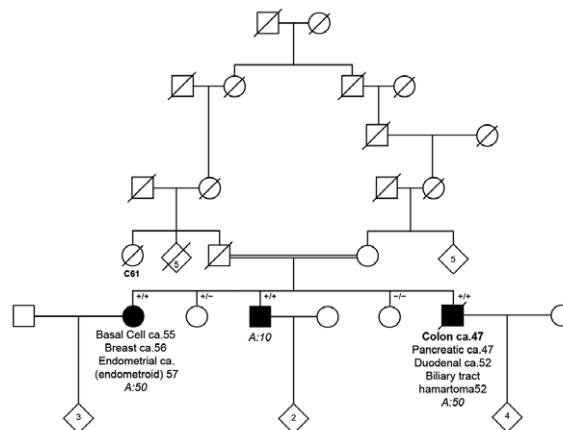 5
C61
5
+/+
+/-
+/+
-/-
+/+
Basal Cell ca.55
Breast ca.56
Endometrial ca.
(endometroid) 57
A:50
A:10
Colon ca.47
Pancreatic ca.47
Duodenal ca.52
Biliary tract
hamartoma52
A:50
3
2
4